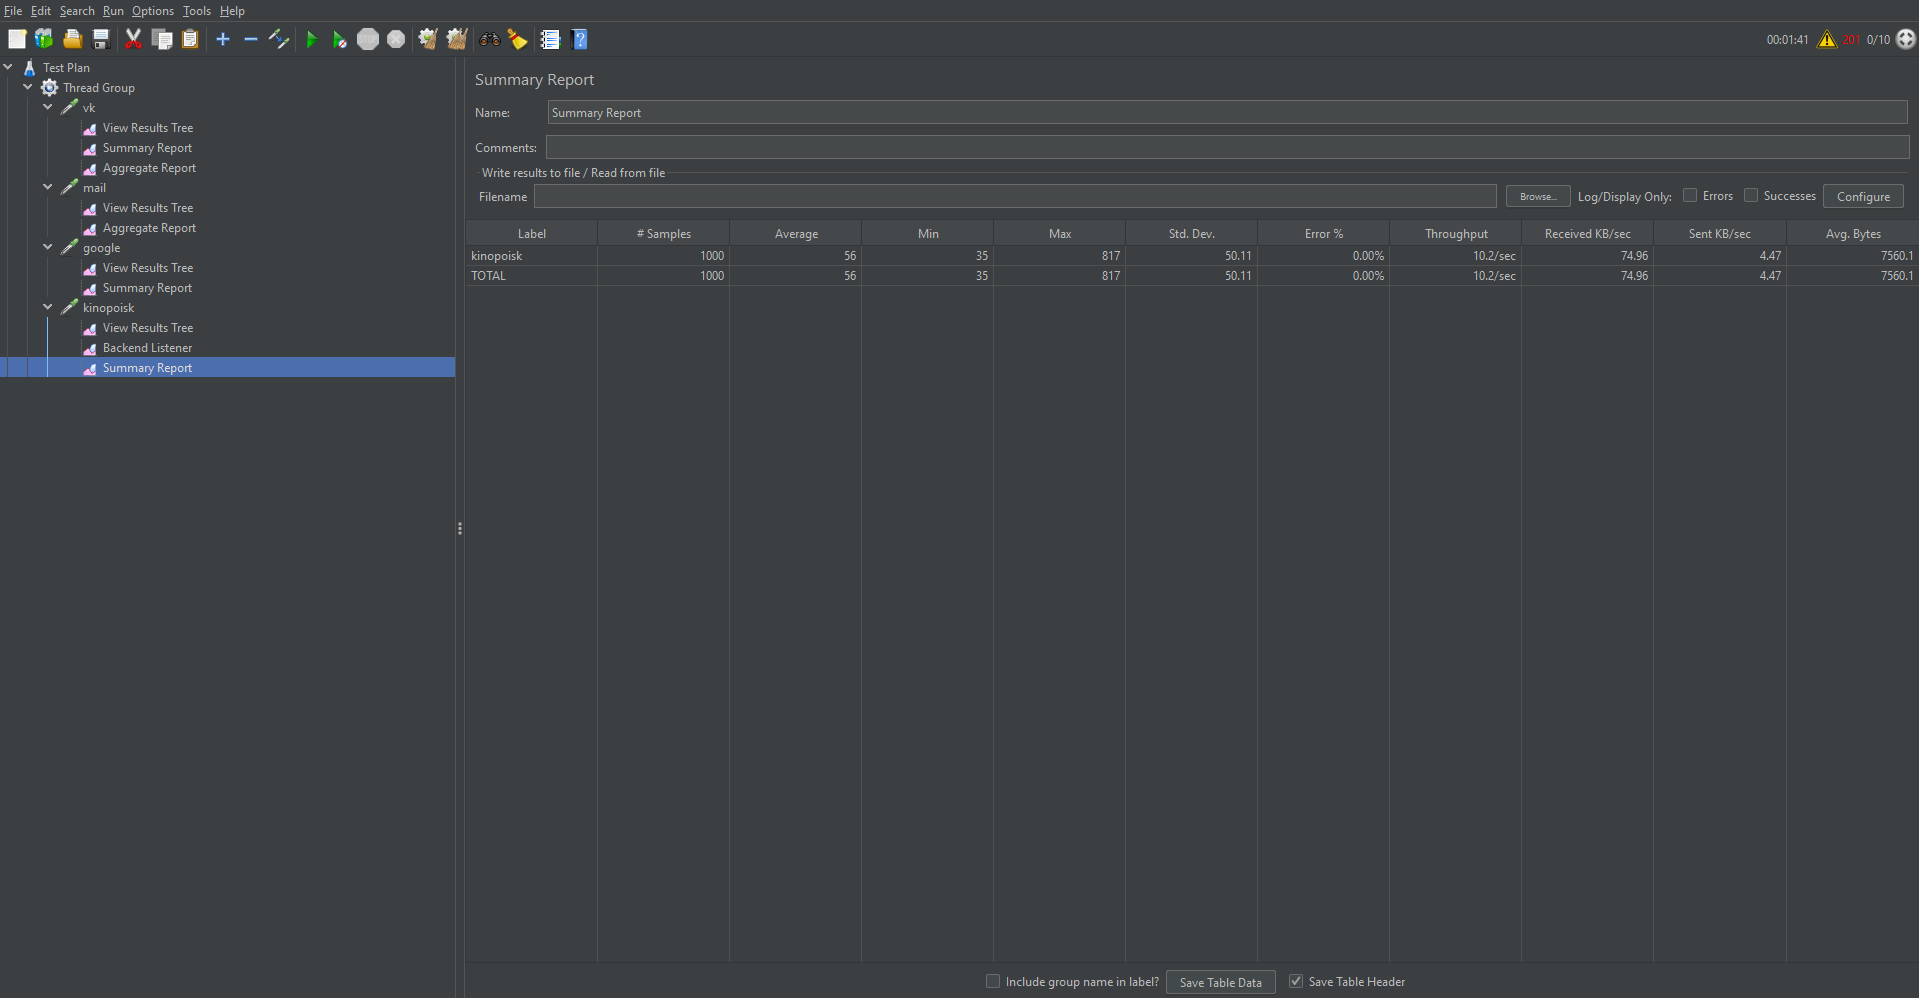 File Edit Search Run Options Tools Help
00:01:41 201 0/10
Test Plan
Thread Group
vk
View Results Tree
Summary Report
Aggregate Report
mail
View Results Tree
Aggregate Report
google
View Results Tree
Summary Report
kinopoisk
View Results Tree
Backend Listener
Summary Report
Summary Report
Name: Summary Report
Comments:
Write results to file / Read from file
Filename Browse... Log/Display Only: Errors Successes Configure
Label # Samples Average Min Max Std. Dev. Error % Throughput Received KB/sec Sent KB/sec Avg. Bytes
kinopoisk 1000 56 35 817 50.11 0.00% 10.2/sec 74.96 4.47 7560.1
TOTAL 1000 56 35 817 50.11 0.00% 10.2/sec 74.96 4.47 7560.1
Include group name in label? Save Table Data Save Table Header